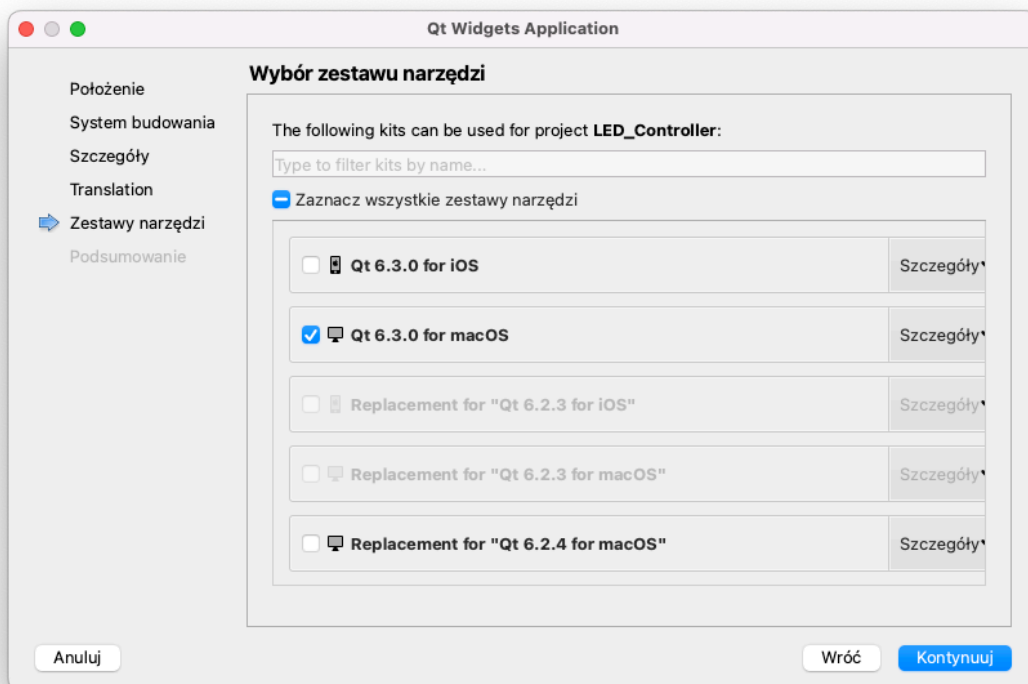 Qt Widgets Application
Położenie
System budowania
Szczegóły
Translation
Zestawy narzędzi
Podsumowanie
Wybór zestawu narzędzi
The following kits can be used for project LED_Controller:
Type to filter kits by name...
Zaznacz wszystkie zestawy narzędzi
Qt 6.3.0 for iOS Szczegóły
Qt 6.3.0 for macOS Szczegóły
Replacement for "Qt 6.2.3 for iOS" Szczegóły
Replacement for "Qt 6.2.3 for macOS" Szczegóły
Replacement for "Qt 6.2.4 for macOS" Szczegóły
Anuluj Wróć Kontynuuj